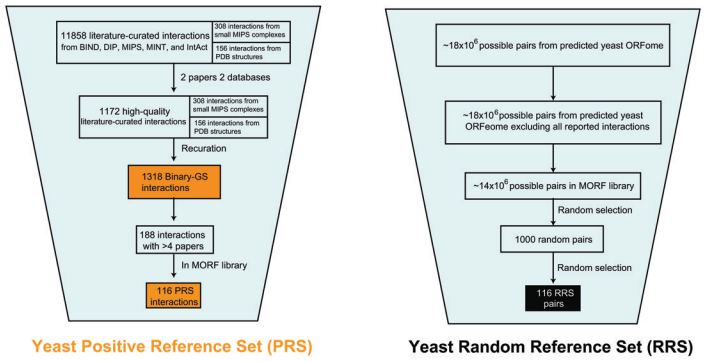 11858 literature-curated interactions
from BIND, DIP, MIPS, MINT, and IntAct
308 interactions from
small MIPS complexes
156 interactions from
PDB structures
2 papers 2 databases
1172 high-quality
literature-curated interactions
308 interactions from
small MIPS complexes
156 interactions from
PDB structures
Recuration
1318 Binary-GS
interactions
188 interactions
with >4 papers
In MORF library
116 PRS
interactions
Yeast Positive Reference Set (PRS)
~18x10⁶ possible pairs from predicted yeast ORFome
~18x10⁶ possible pairs from predicted yeast
ORFeome excluding all reported interactions
~14x10⁶ possible pairs in MORF library
Random selection
1000 random pairs
Random selection
116 RRS
pairs
Yeast Random Reference Set (RRS)